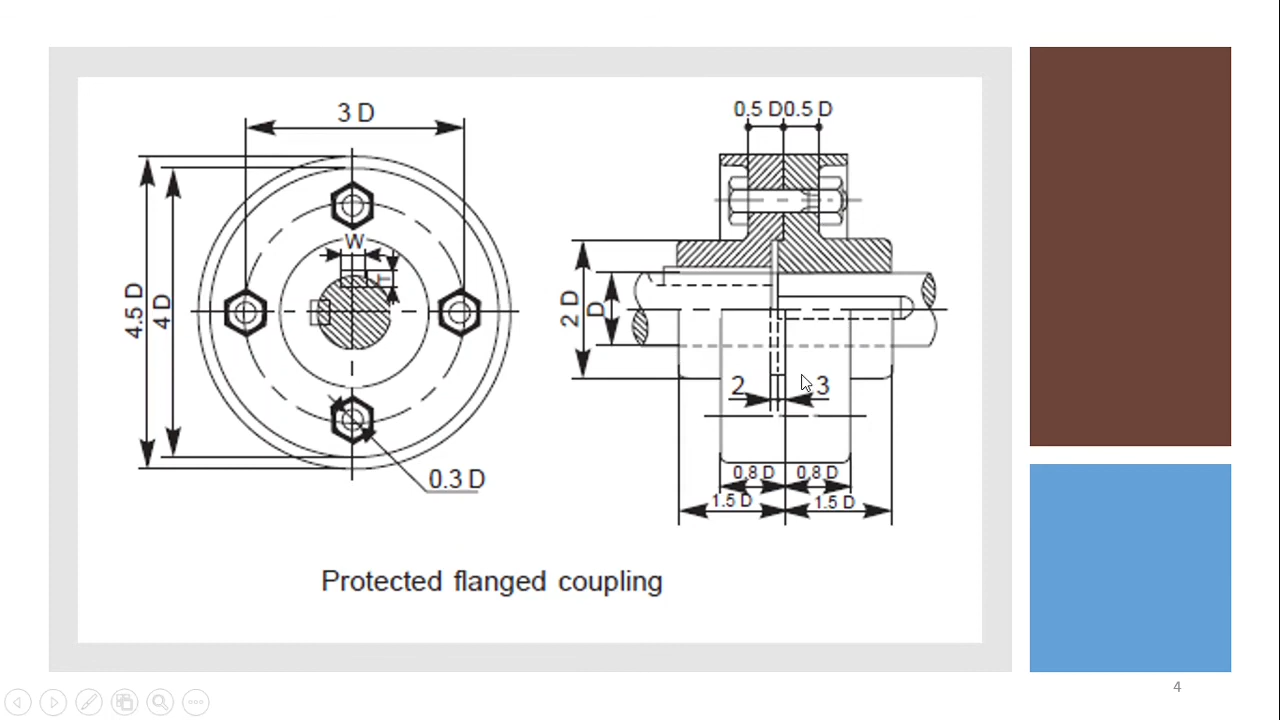 3 D
0.5 D 0.5 D
W
T
4.5 D
4 D
2 D
D
2
3
0.3 D
0.8 D 0.8 D
1.5 D 1.5 D
Protected flanged coupling
4